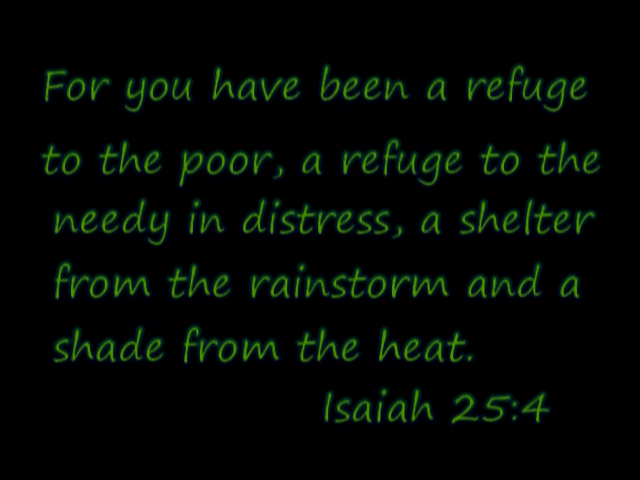 For you have been a refuge
to the poor, a refuge to the
needy in distress, a shelter
from the rainstorm and a
shade from the heat.
Isaiah 25:4